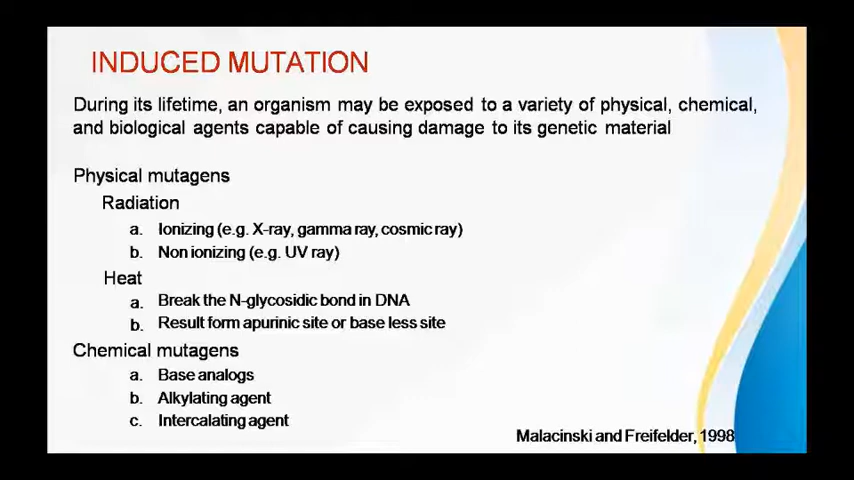 INDUCED MUTATION
During its lifetime, an organism may be exposed to a variety of physical, chemical,
and biological agents capable of causing damage to its genetic material
Physical mutagens
Radiation
a. Ionizing (e.g. X-ray, gamma ray, cosmic ray)
b. Non ionizing (e.g. UV ray)
Heat
a. Break the N-glycosidic bond in DNA
b. Result form apurinic site or base less site
Chemical mutagens
a. Base analogs
b. Alkylating agent
c. Intercalating agent
Malacinski and Freifelder, 1998